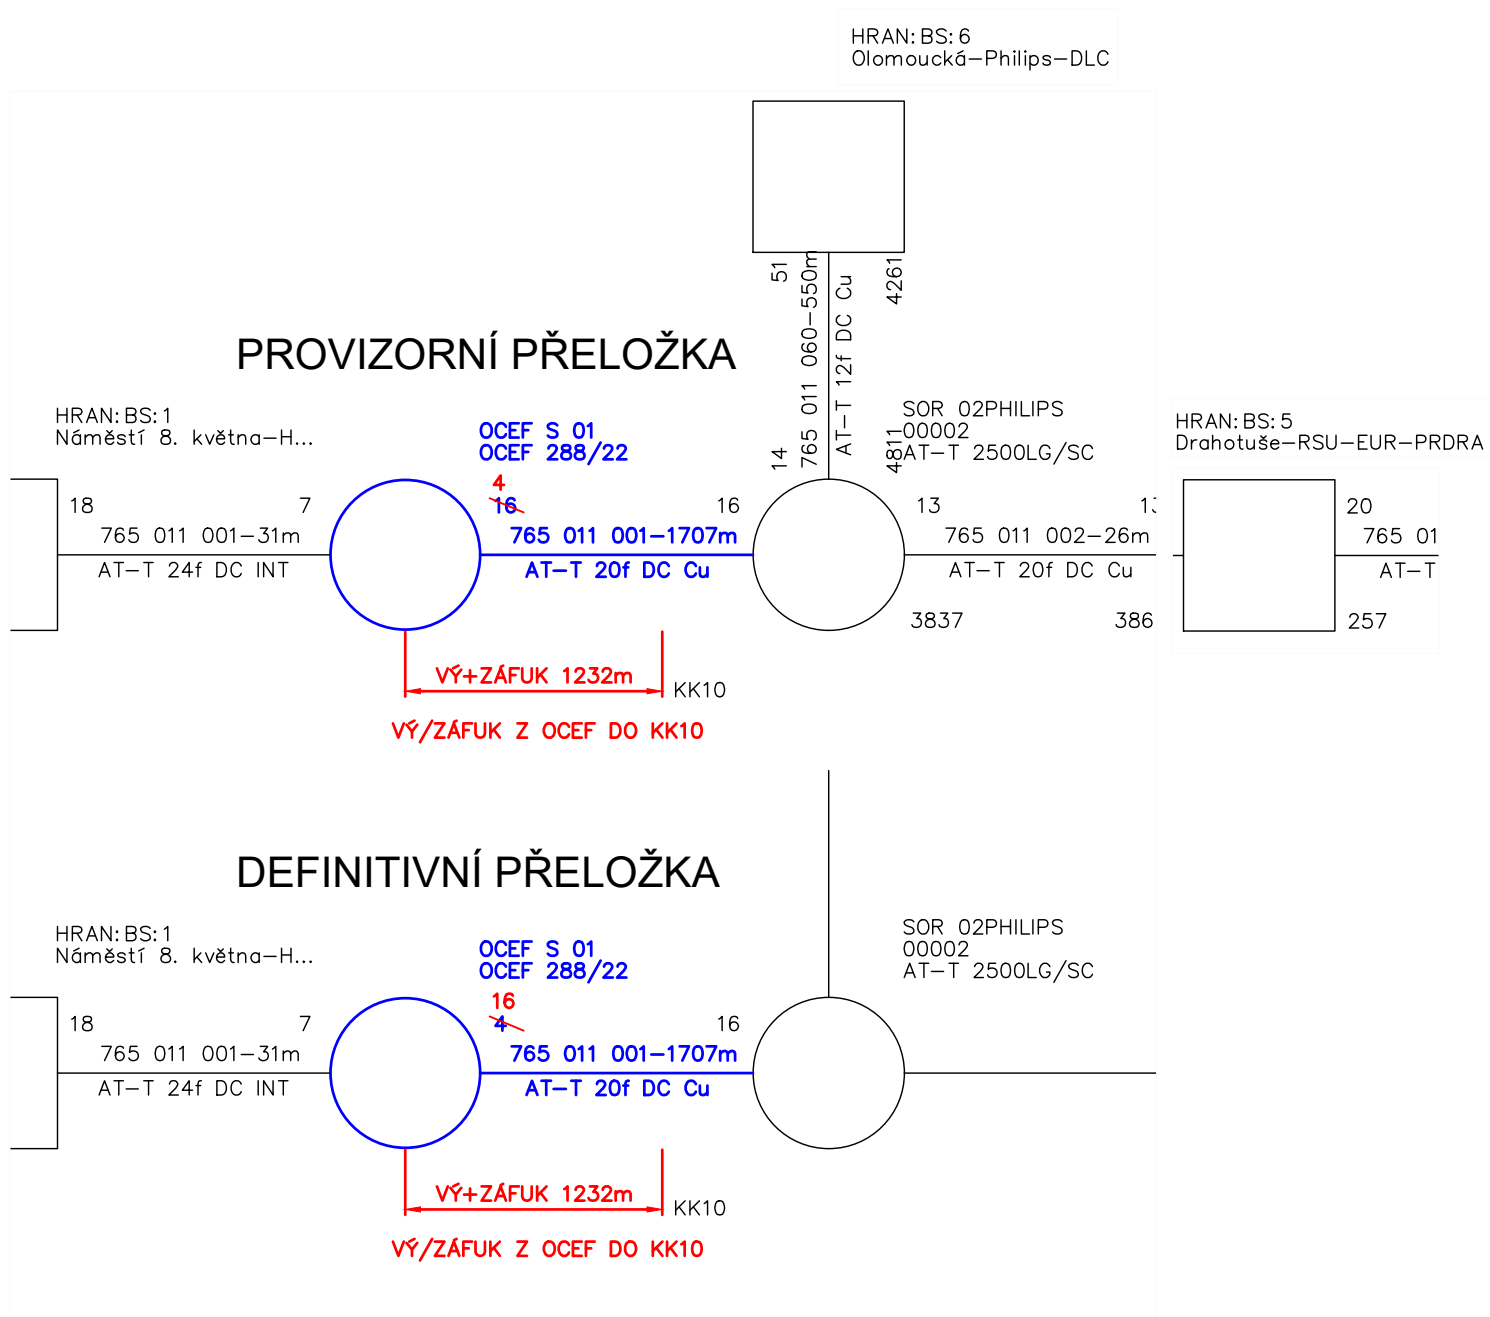 HRAN:BS:6
Olomoucká-Philips-DLC
51
765 011 060-550m
AT-T 12f DC Cu
4261
14
4811
PROVIZORNÍ PŘELOŽKA
HRAN:BS:1
Náměstí 8. května-H...
OCEF S 01
OCEF 288/22
SOR 02PHILIPS
00002
AT-T 2500LG/SC
HRAN:BS:5
Drahotuše-RSU-EUR-PRDRA
18
7
4
16
16
13
20
765 011 001-31m
AT-T 24f DC INT
765 011 001-1707m
AT-T 20f DC Cu
765 011 002-26m
AT-T 20f DC Cu
765 01
AT-T
3837
386
257
VÝ+ZÁFUK 1232m
KK10
VÝ/ZÁFUK Z OCEF DO KK10
DEFINITIVNÍ PŘELOŽKA
HRAN:BS:1
Náměstí 8. května-H...
OCEF S 01
OCEF 288/22
SOR 02PHILIPS
00002
AT-T 2500LG/SC
18
7
16
4
16
765 011 001-31m
AT-T 24f DC INT
765 011 001-1707m
AT-T 20f DC Cu
VÝ+ZÁFUK 1232m
KK10
VÝ/ZÁFUK Z OCEF DO KK10